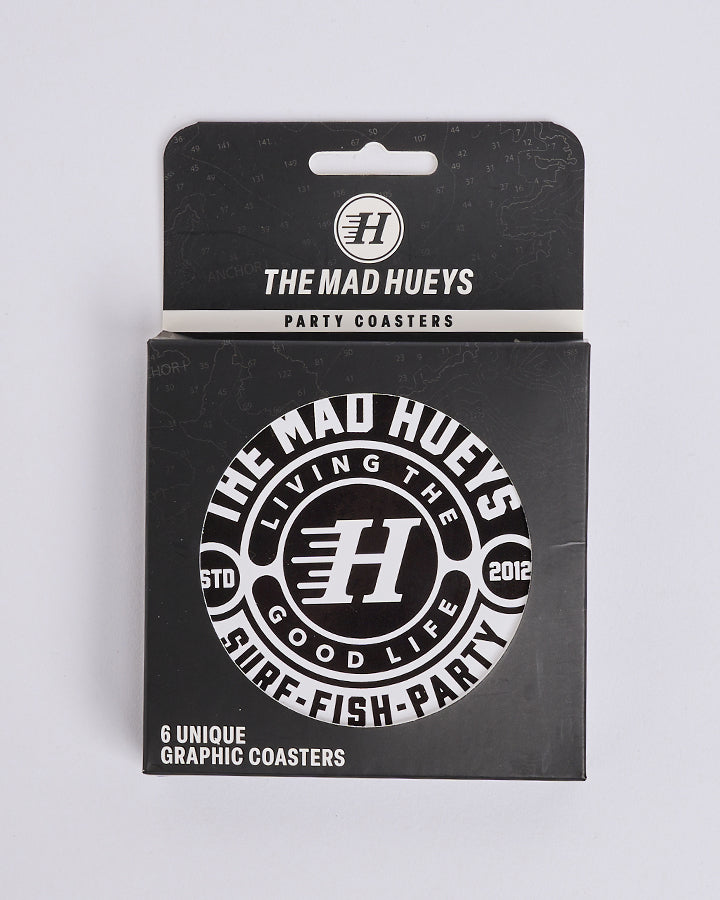 H
THE MAD HUEYS
PARTY COASTERS
THE MAD HUEYS
LIVING THE
STD
H
2012
GOOD LIFE
SURF-FISH-PARTY
6 UNIQUE
GRAPHIC COASTERS